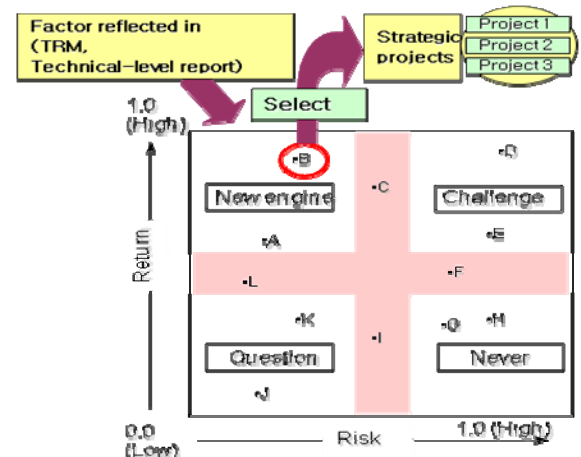 Factor reflected in
(TRM,
Technical-level report)
Strategic
projects
Project 1
Project 2
Project 3
Select
1.0
(High)
B
D
C
New engine
Challenge
A
E
Return
F
L
K
G
H
I
Question
Never
J
0.0
(Low)
Risk
1.0 (High)